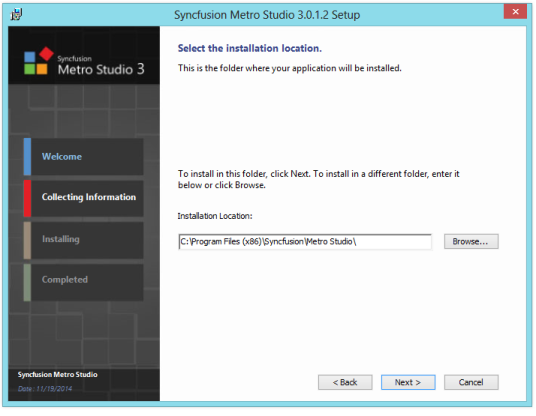 Syncfusion Metro Studio 3.0.1.2 Setup
Syncfusion
Metro Studio 3
Welcome
Collecting Information
Installing
Completed
Syncfusion Metro Studio
Date: 11/19/2014
Select the installation location.
This is the folder where your application will be installed.
To install in this folder, click Next. To install in a different folder, enter it
below or click Browse.
Installation Location:
C:\Program Files (x86)\Syncfusion\Metro Studio\
Browse...
< Back
Next >
Cancel